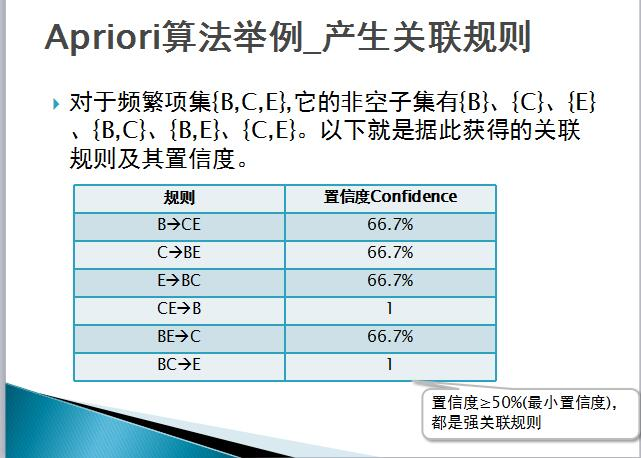 Apriori算法举例_产生关联规则
对于频繁项集{B,C,E},它的非空子集有{B}、{C}、{E}
、{B,C}、{B,E}、{C,E}。以下就是据此获得的关联
规则及其置信度。
规则 置信度Confidence
B→CE 66.7%
C→BE 66.7%
E→BC 66.7%
CE→B 1
BE→C 66.7%
BC→E 1
置信度≥50%(最小置信度),
都是强关联规则